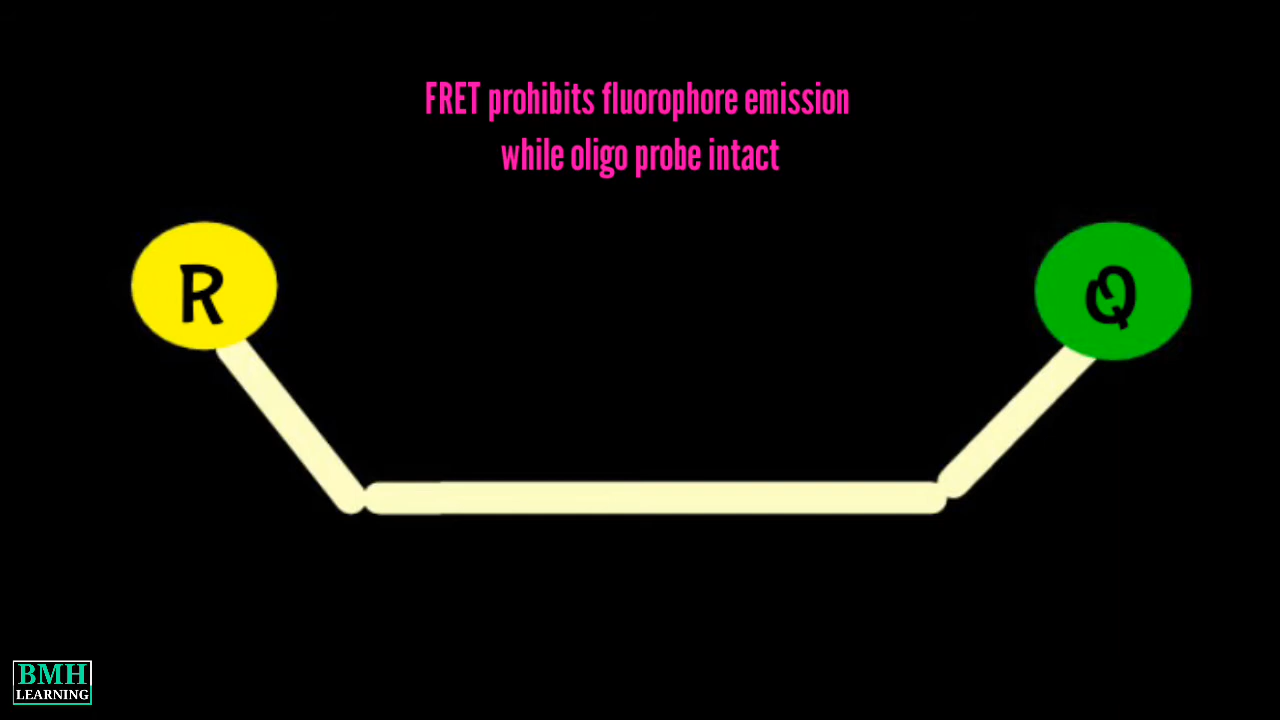 FRET prohibits fluorophore emission
while oligo probe intact
R
Q
BMH
LEARNING